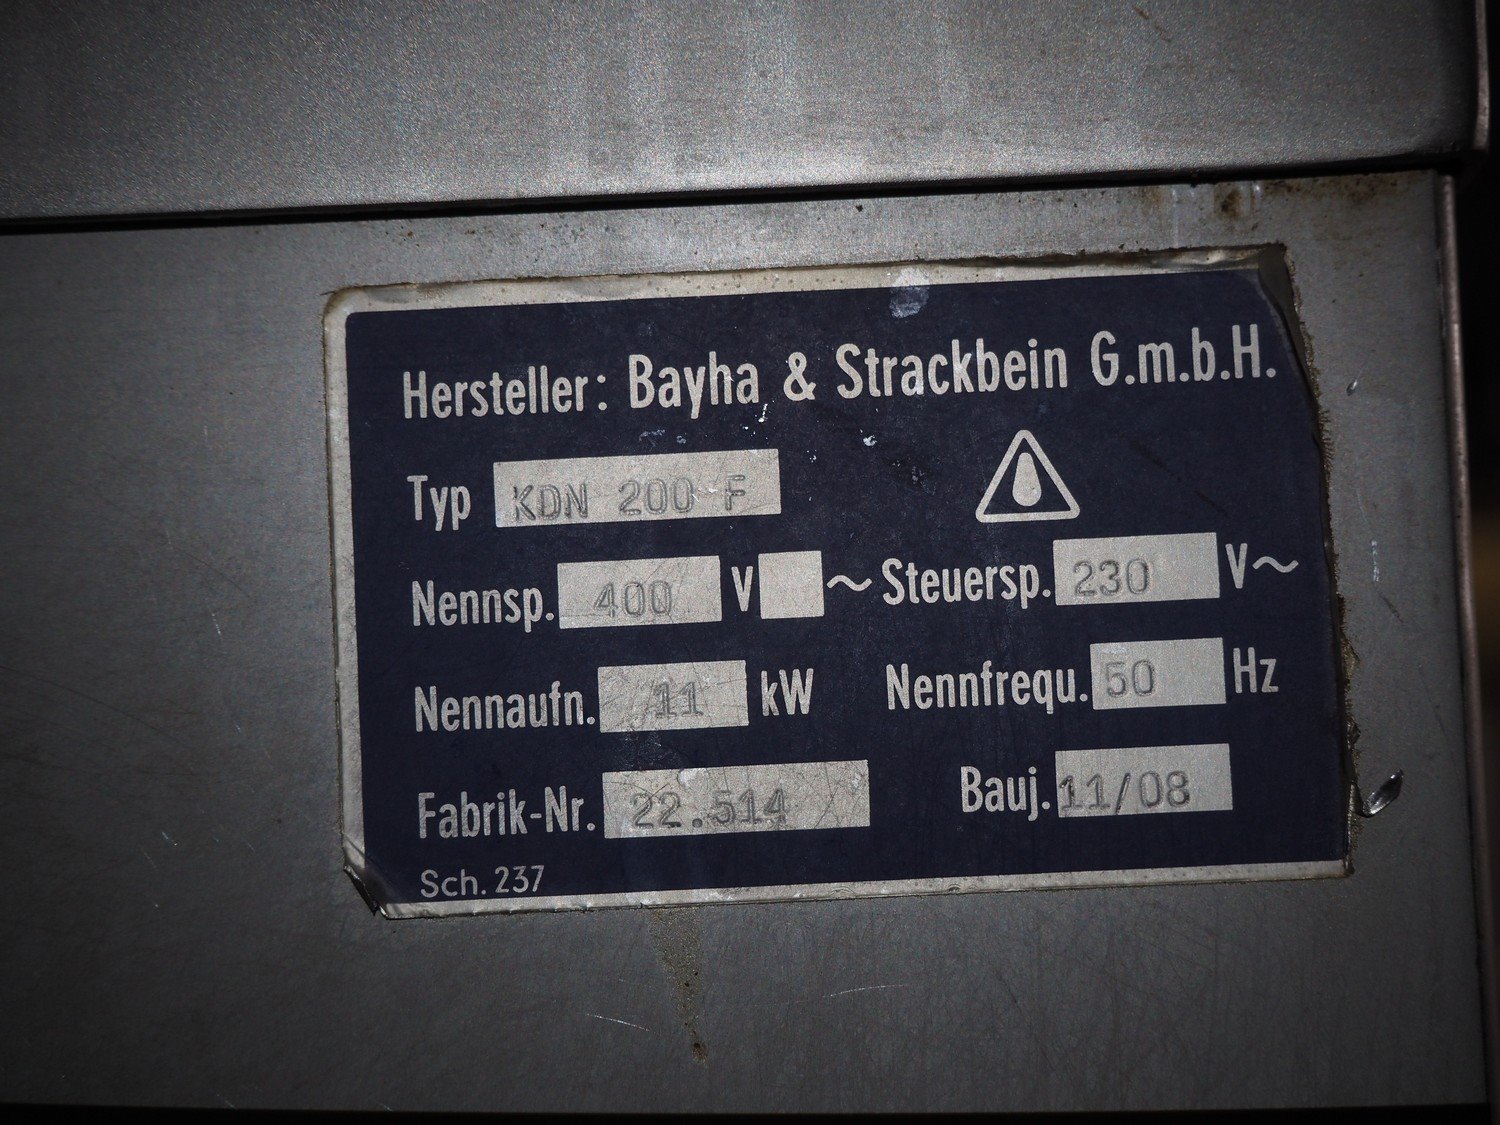 Hersteller: Bayha & Strackbein G.m.b.H.
Typ KDN 200 F
Nennsp. 400 V ~ Steuersp. 230 V~
Nennaufn. 11 kW Nennfrequ. 50 Hz
Fabrik-Nr. 22.514 Bauj. 11/08
Sch. 237